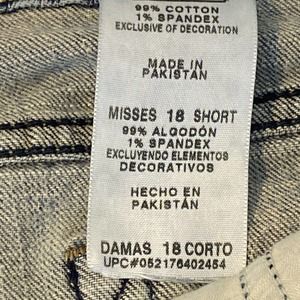 99% COTTON
1% SPANDEX
EXCLUSIVE OF DECORATION
MADE IN
PAKISTAN
MISSES 18 SHORT
99% ALGODÓN
1% SPANDEX
EXCLUYENDO ELEMENTOS
DECORATIVOS
HECHO EN
PAKISTÁN
DAMAS 18 CORTO
UPC#052176402454